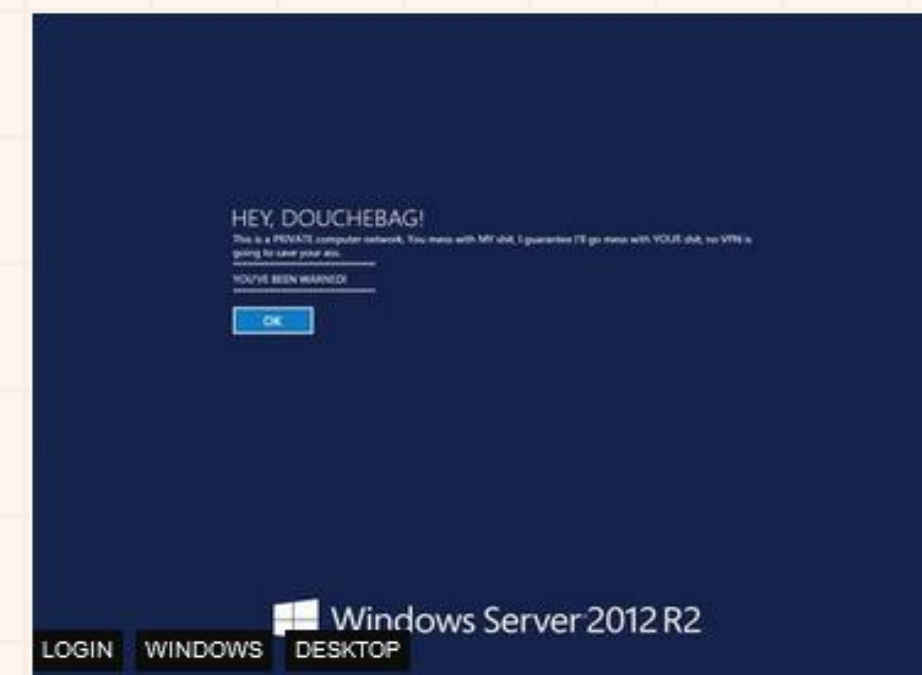 HEY, DOUCHEBAG!
This is a PRIVATE computer network. You mess with MY shit, I guarantee I'll go mess with YOUR shit, no VPN is
going to save your ass.
YOU'VE BEEN WARNED!
OK
Windows Server 2012 R2
LOGIN WINDOWS DESKTOP